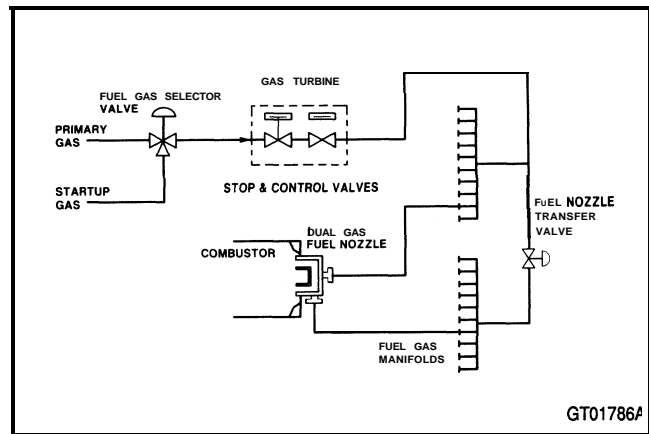 GAS TURBINE
FUEL GAS SELECTOR
VALVE
PRIMARY
GAS
STARTUP
GAS
STOP & CONTROL VALVES
FuEL NOZZLE
TRANSFER
VALVE
DUAL GAS
FUEL NOZZLE
COMBUSTOR
FUEL GAS
MANIFOLDS
GT01786A